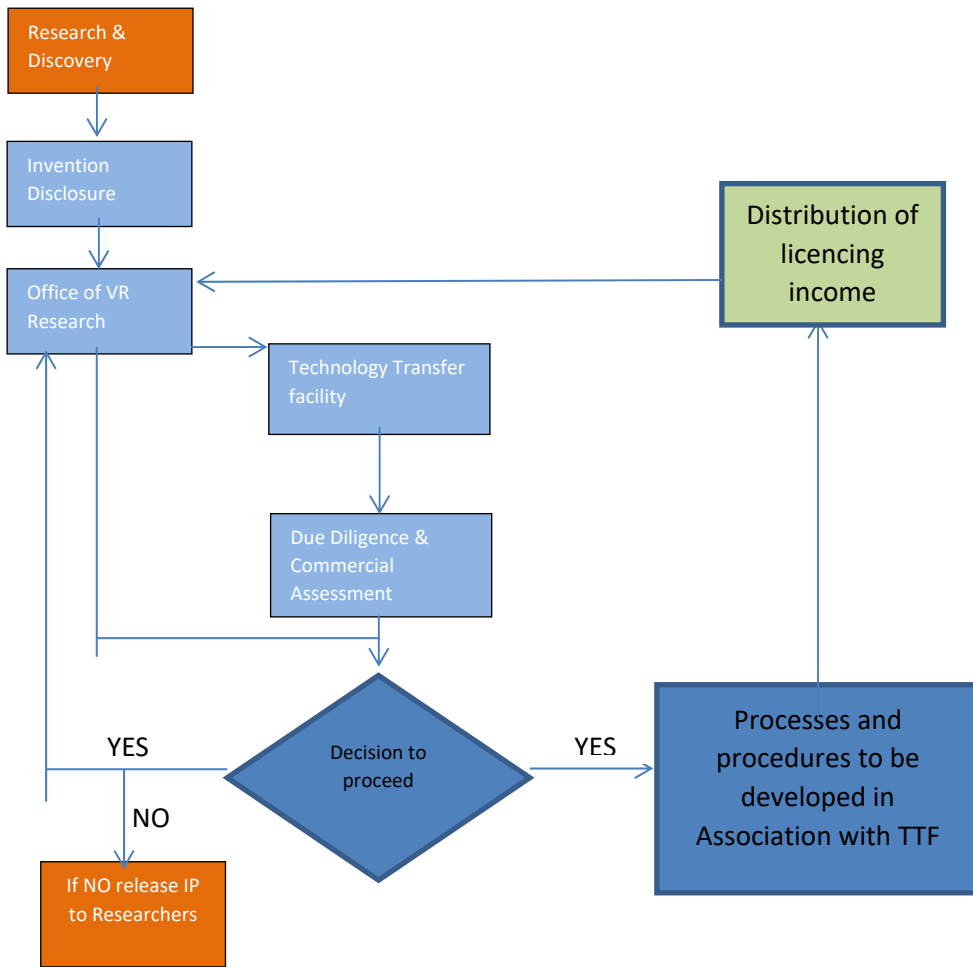 Research &
Discovery
Invention
Disclosure
Distribution of
licencing
income
Office of VR
Research
Technology Transfer
facility
Due Diligence &
Commercial
Assessment
YES
Decision to
proceed
YES
Processes and
procedures to be
developed in
Association with TTF
NO
If NO release IP
to Researchers